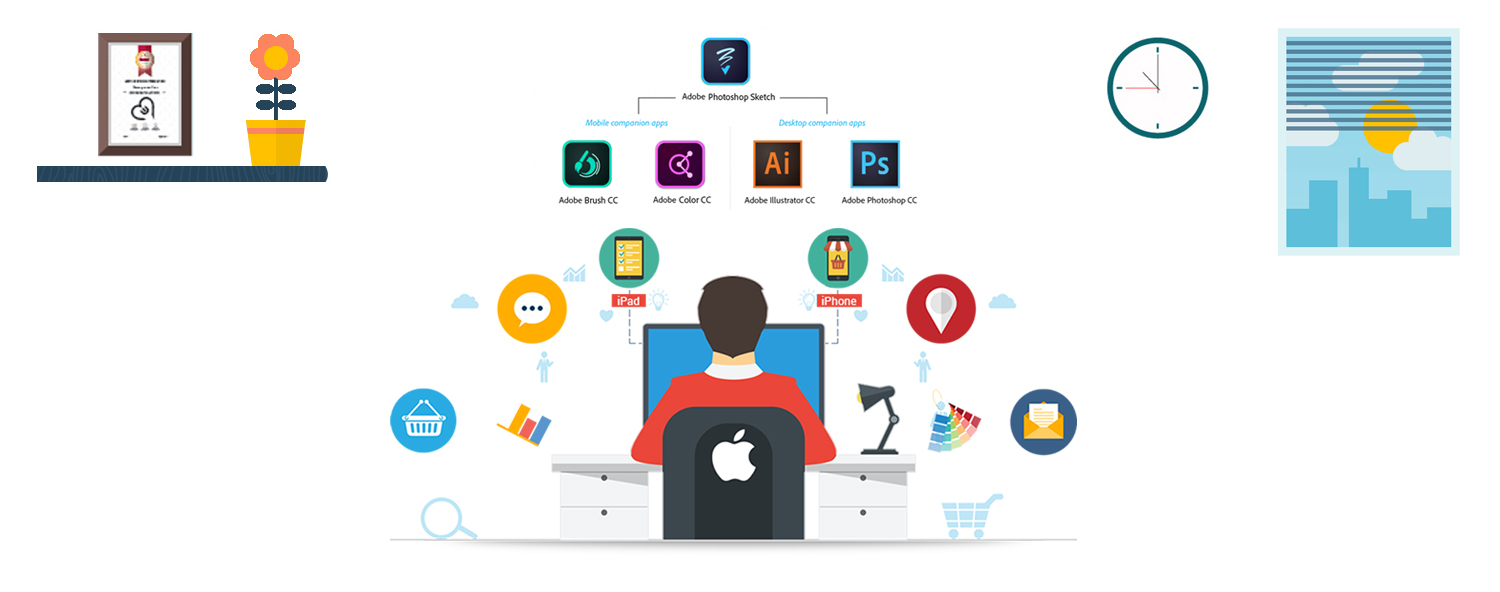 Adobe Photoshop Sketch
Mobile companion apps
Desktop companion apps
Ai
Ps
Adobe Brush CC
Adobe Color CC
Adobe Illustrator CC
Adobe Photoshop CC
iPad
iPhone